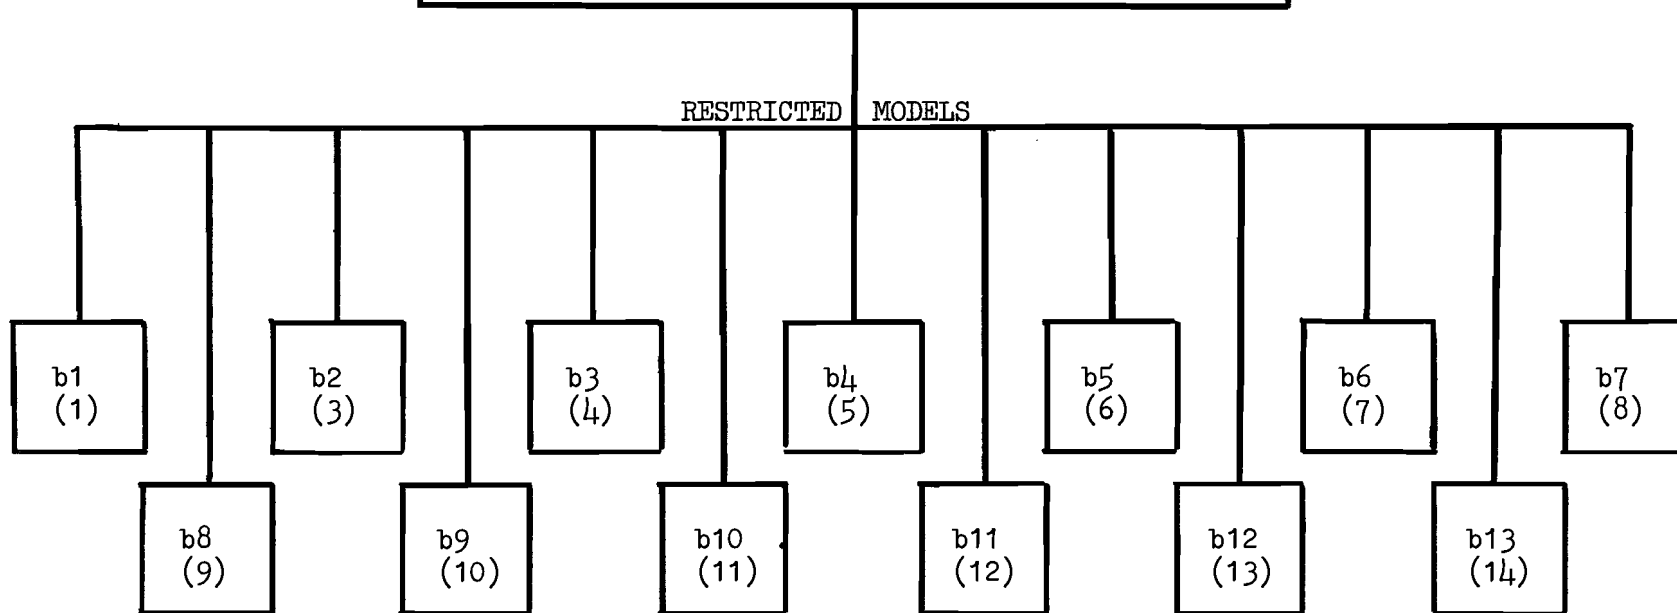 RESTRICTED MODELS
b1
(1)
b2
(3)
b3
(4)
b4
(5)
b5
(6)
b6
(7)
b7
(8)
b8
(9)
b9
(10)
b10
(11)
b11
(12)
b12
(13)
b13
(14)